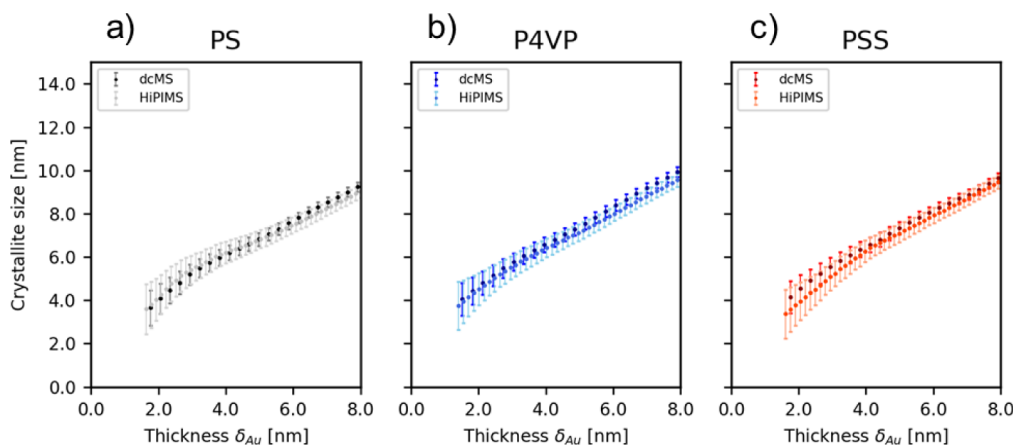 a) PS
b) P4VP
c) PSS
dcMS
HiPIMS
dcMS
HiPIMS
dcMS
HiPIMS
Crystallite size [nm]
14.0
12.0
10.0
8.0
6.0
4.0
2.0
0.0
0.0 2.0 4.0 6.0 8.0
0.0 2.0 4.0 6.0 8.0
0.0 2.0 4.0 6.0 8.0
Thickness δAu [nm]
Thickness δAu [nm]
Thickness δAu [nm]